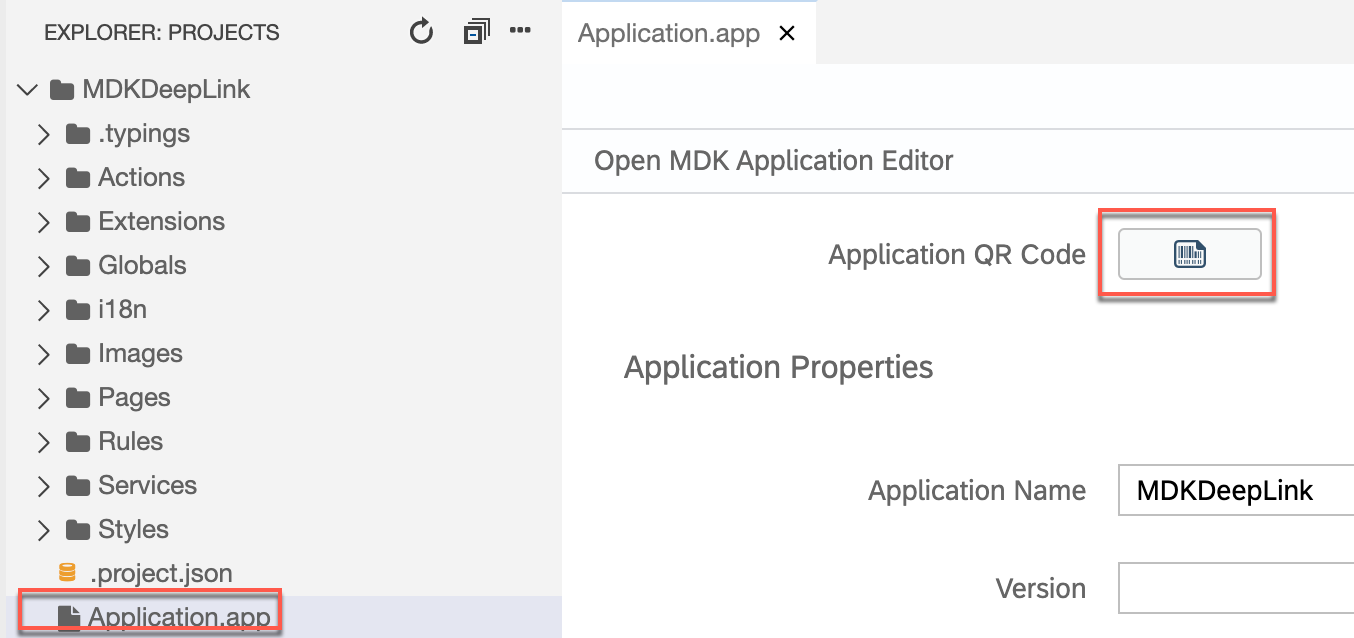 EXPLORER: PROJECTS
MDKDeepLink
.typings
Actions
Extensions
Globals
i18n
Images
Pages
Rules
Services
Styles
.project.json
Application.app
Application.app
Open MDK Application Editor
Application QR Code
Application Properties
Application Name
MDKDeepLink
Version